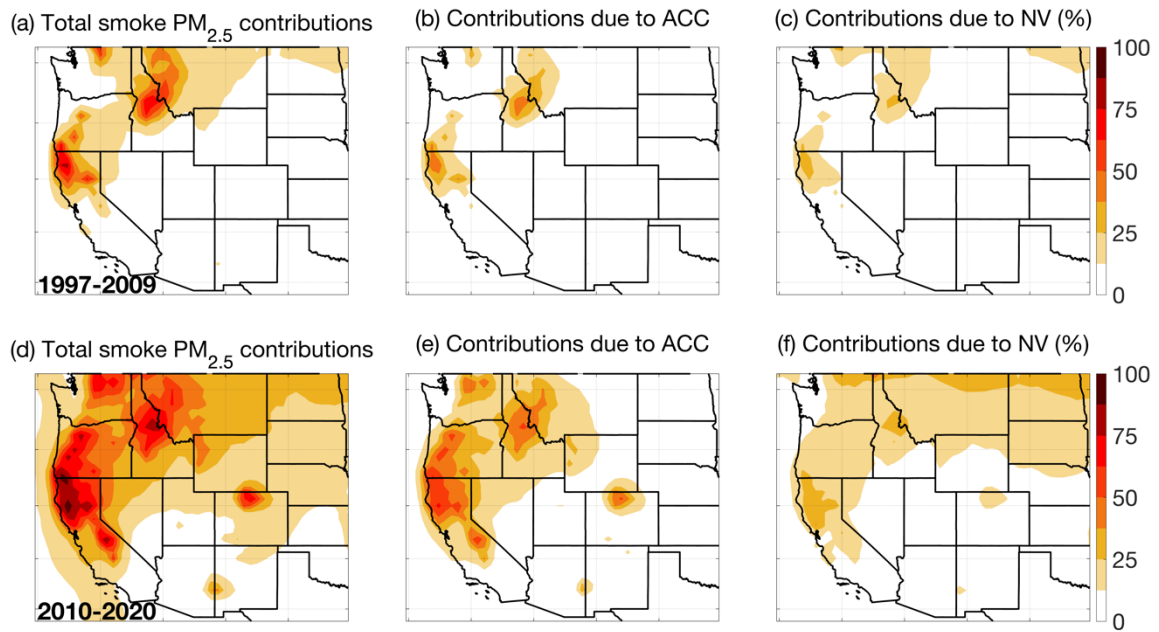 (a) Total smoke PM2.5 contributions
(b) Contributions due to ACC
(c) Contributions due to NV (%)
1997-2009
100
75
50
25
0
(d) Total smoke PM2.5 contributions
(e) Contributions due to ACC
(f) Contributions due to NV (%)
2010-2020
100
75
50
25
0